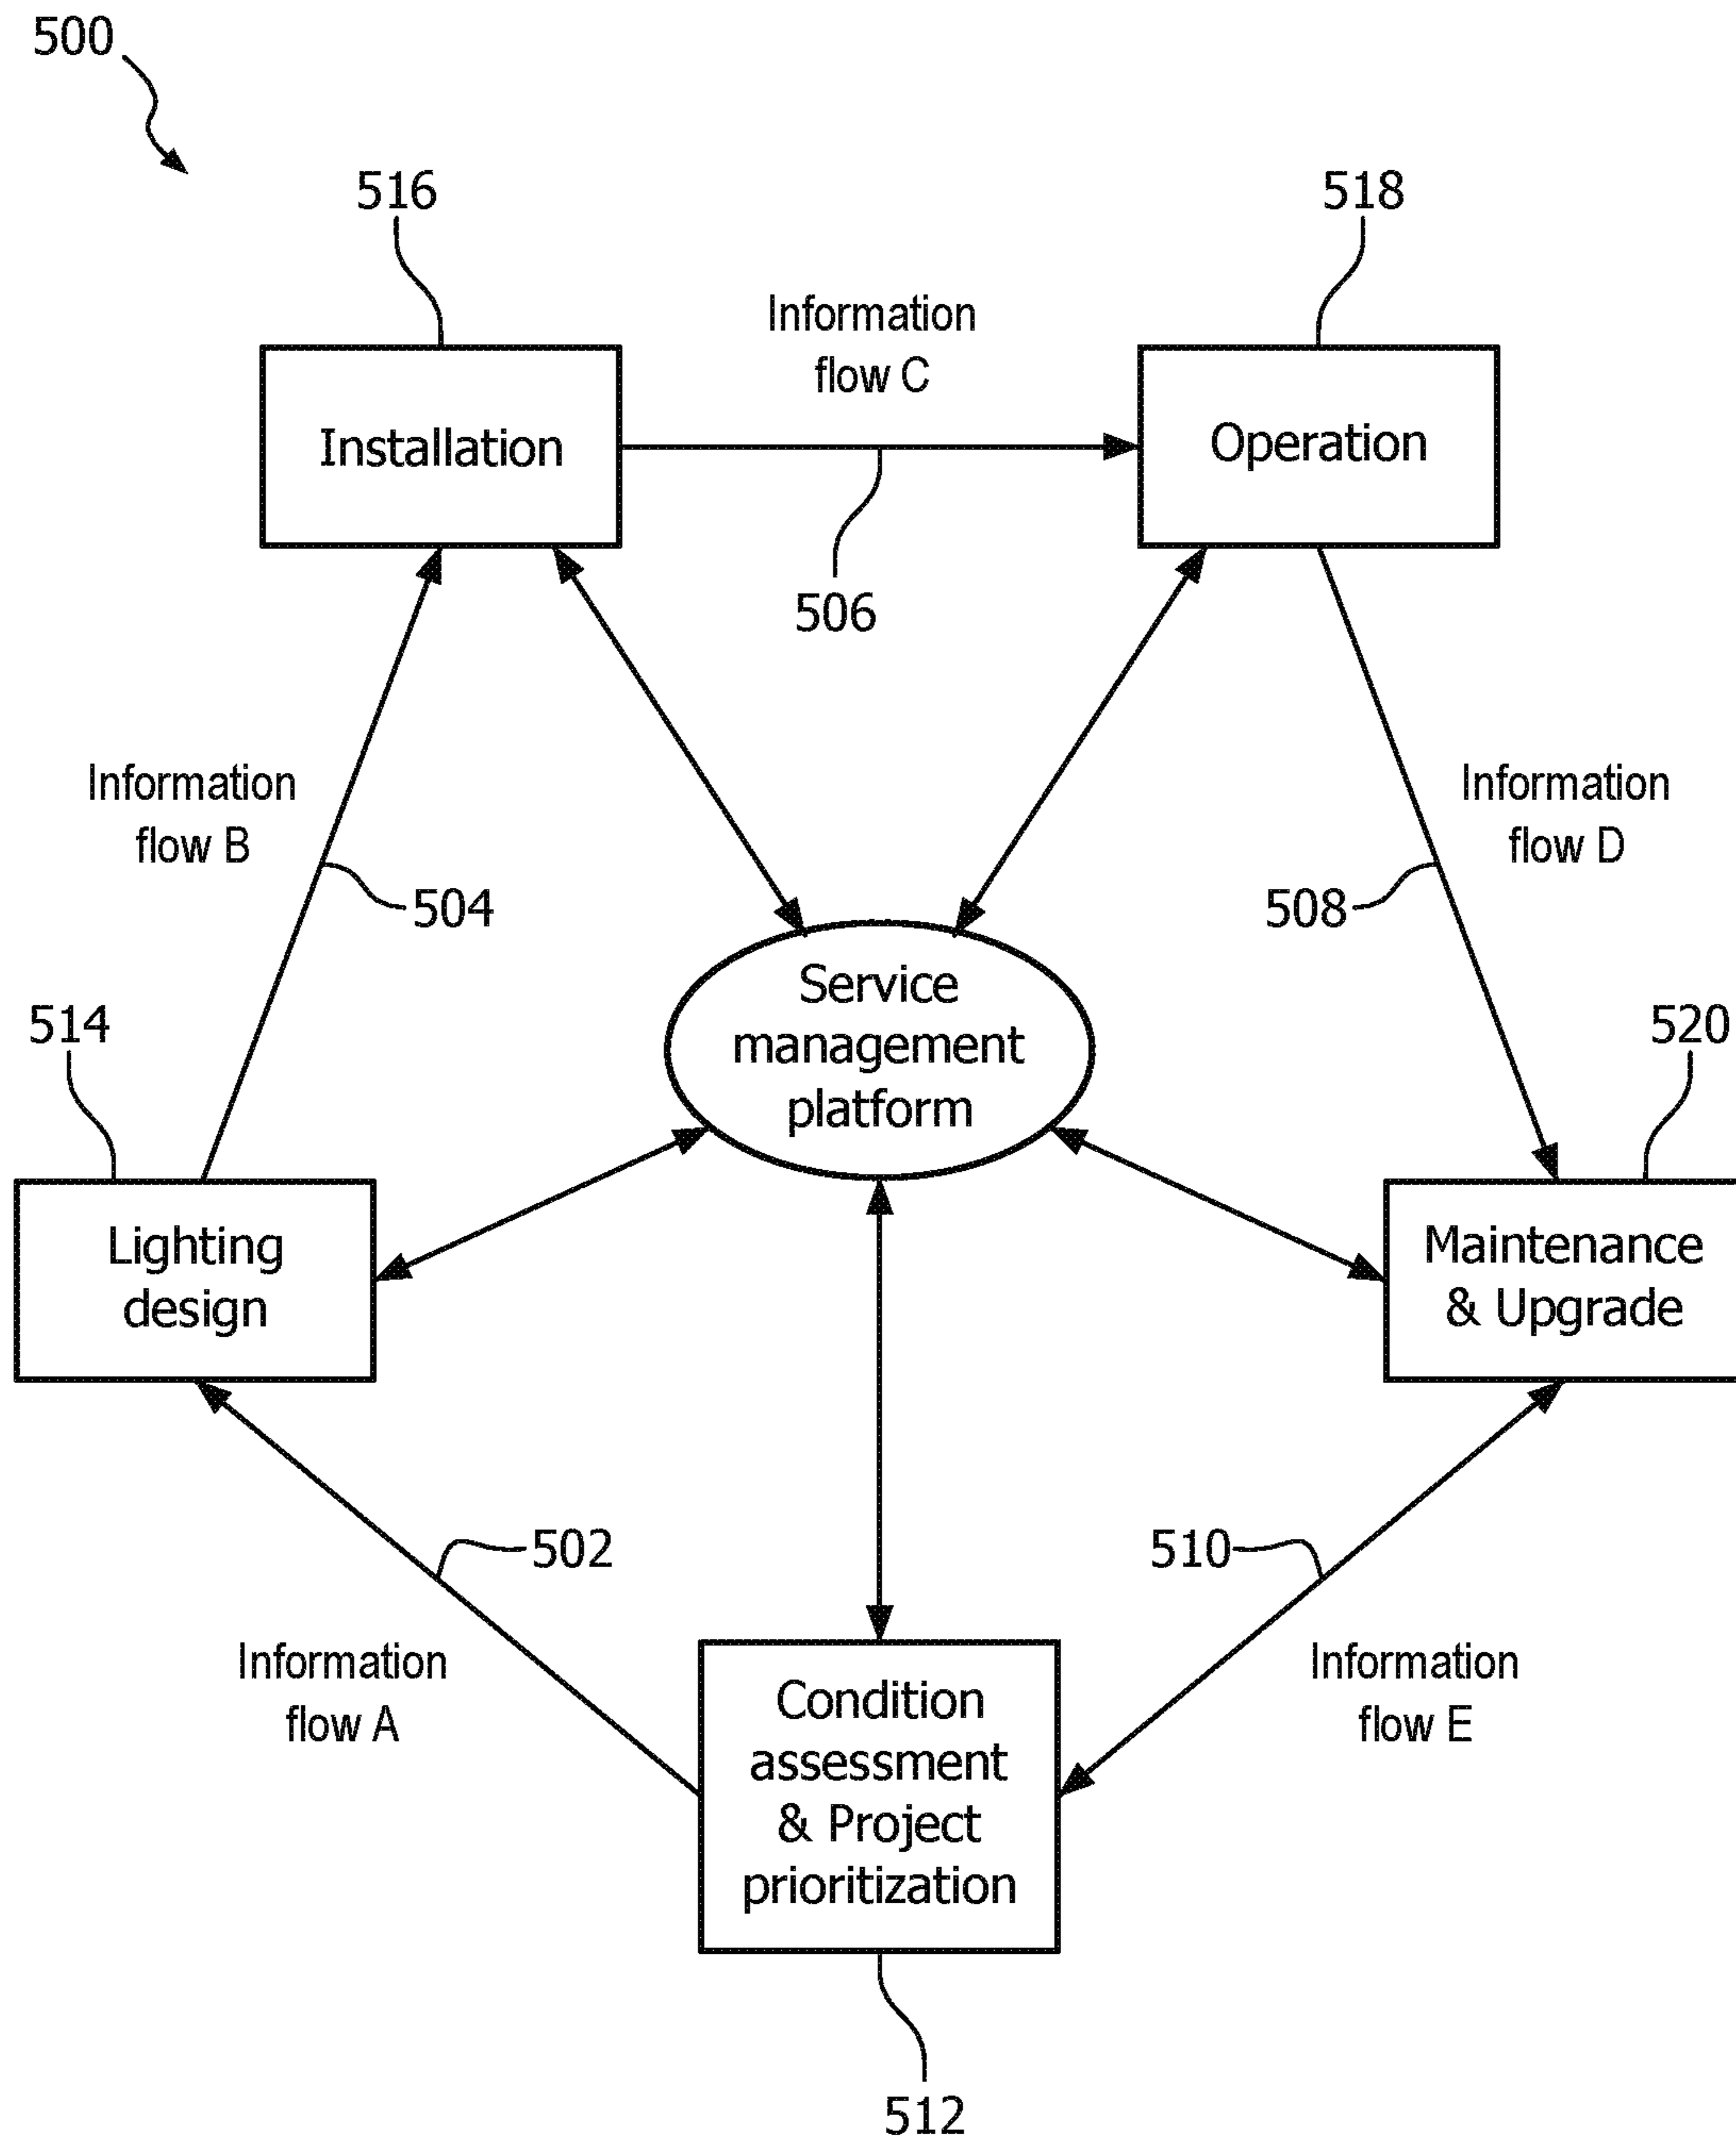 500
516
518
Information
flow C
Installation
Operation
506
Information
flow B
Information
flow D
504
508
Service
management
platform
514
520
Lighting
design
Maintenance
& Upgrade
502
510
Information
flow A
Information
flow E
Condition
assessment
& Project
prioritization
512